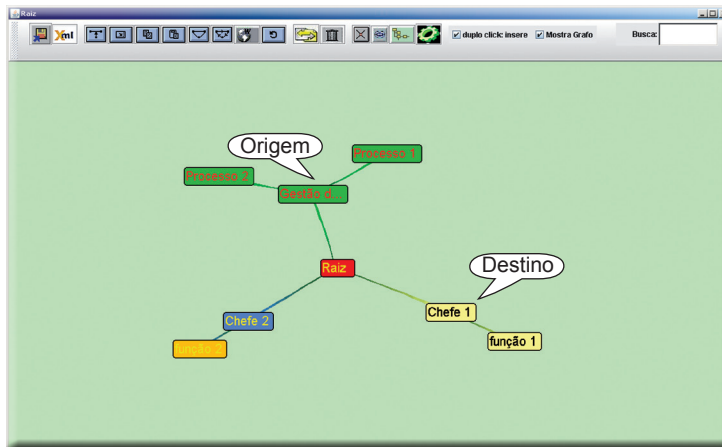 Raiz
Xml
duplo click insere
Mostra Grafo
Busca:
Origem
Processo 1
Processo 2
Gestão d...
Raiz
Destino
Chefe 1
Chefe 2
função 1
função 2